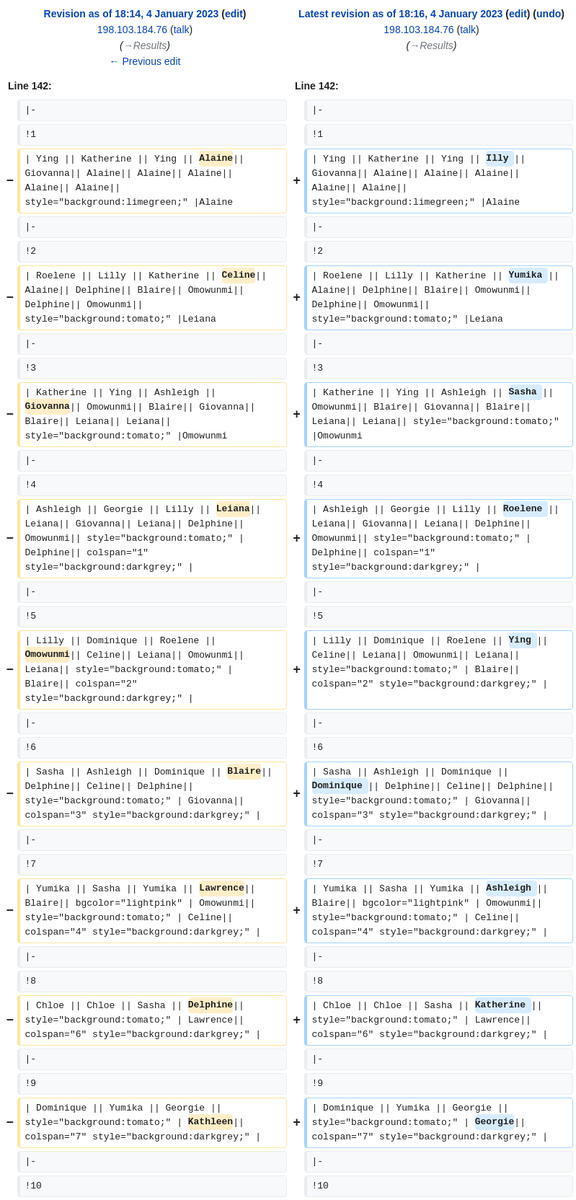 Revision as of 18:14, 4 January 2023 (edit)
198.103.184.76 (talk)
(→Results)
← Previous edit
Latest revision as of 18:16, 4 January 2023 (edit) (undo)
198.103.184.76 (talk)
(→Results)
Line 142:
Line 142:
|-
|-
!1
!1
− | Ying || Katherine || Ying || Alaine||
Giovanna|| Alaine|| Alaine|| Alaine||
Alaine|| Alaine||
style="background:limegreen;" |Alaine
+ | Ying || Katherine || Ying || Illy ||
Giovanna|| Alaine|| Alaine|| Alaine||
Alaine|| Alaine||
style="background:limegreen;" |Alaine
|-
|-
!2
!2
− | Roelene || Lilly || Katherine || Celine||
Alaine|| Delphine|| Blaire|| Omowunmi||
Delphine|| Omowunmi||
style="background:tomato;" |Leiana
+ | Roelene || Lilly || Katherine || Yumika ||
Alaine|| Delphine|| Blaire|| Omowunmi||
Delphine|| Omowunmi||
style="background:tomato;" |Leiana
|-
|-
!3
!3
− | Katherine || Ying || Ashleigh ||
Giovanna|| Omowunmi|| Blaire|| Giovanna||
Blaire|| Leiana|| Leiana||
style="background:tomato;" |Omowunmi
+ | Katherine || Ying || Ashleigh || Sasha ||
Omowunmi|| Blaire|| Giovanna|| Blaire||
Leiana|| Leiana|| style="background:tomato;"
|Omowunmi
|-
|-
!4
!4
− | Ashleigh || Georgie || Lilly || Leiana||
Leiana|| Giovanna|| Leiana|| Delphine||
Omowunmi|| style="background:tomato;" |
Delphine|| colspan="1"
style="background:darkgrey;" |
+ | Ashleigh || Georgie || Lilly || Roelene ||
Leiana|| Giovanna|| Leiana|| Delphine||
Omowunmi|| style="background:tomato;" |
Delphine|| colspan="1"
style="background:darkgrey;" |
|-
|-
!5
!5
− | Lilly || Dominique || Roelene ||
Omowunmi|| Celine|| Leiana|| Omowunmi||
Leiana|| style="background:tomato;" |
Blaire|| colspan="2"
style="background:darkgrey;" |
+ | Lilly || Dominique || Roelene || Ying ||
Celine|| Leiana|| Omowunmi|| Leiana||
style="background:tomato;" | Blaire||
colspan="2" style="background:darkgrey;" |
|-
|-
!6
!6
− | Sasha || Ashleigh || Dominique || Blaire||
Delphine|| Celine|| Delphine||
style="background:tomato;" | Giovanna||
colspan="3" style="background:darkgrey;" |
+ | Sasha || Ashleigh || Dominique ||
Dominique || Delphine|| Celine|| Delphine||
style="background:tomato;" | Giovanna||
colspan="3" style="background:darkgrey;" |
|-
|-
!7
!7
− | Yumika || Sasha || Yumika || Lawrence||
Blaire|| bgcolor="lightpink" | Omowunmi||
style="background:tomato;" | Celine||
colspan="4" style="background:darkgrey;" |
+ | Yumika || Sasha || Yumika || Ashleigh ||
Blaire|| bgcolor="lightpink" | Omowunmi||
style="background:tomato;" | Celine||
colspan="4" style="background:darkgrey;" |
|-
|-
!8
!8
− | Chloe || Chloe || Sasha || Delphine||
style="background:tomato;" | Lawrence||
colspan="6" style="background:darkgrey;" |
+ | Chloe || Chloe || Sasha || Katherine ||
style="background:tomato;" | Lawrence||
colspan="6" style="background:darkgrey;" |
|-
|-
!9
!9
− | Dominique || Yumika || Georgie ||
style="background:tomato;" | Kathleen||
colspan="7" style="background:darkgrey;" |
+ | Dominique || Yumika || Georgie ||
style="background:tomato;" | Georgie||
colspan="7" style="background:darkgrey;" |
|-
|-
!10
!10